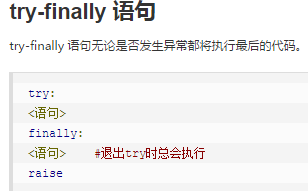 try-finally 语句
try-finally 语句无论是否发生异常都将执行最后的代码。
try:
<语句>
finally:
<语句>    #退出try时总会执行
raise